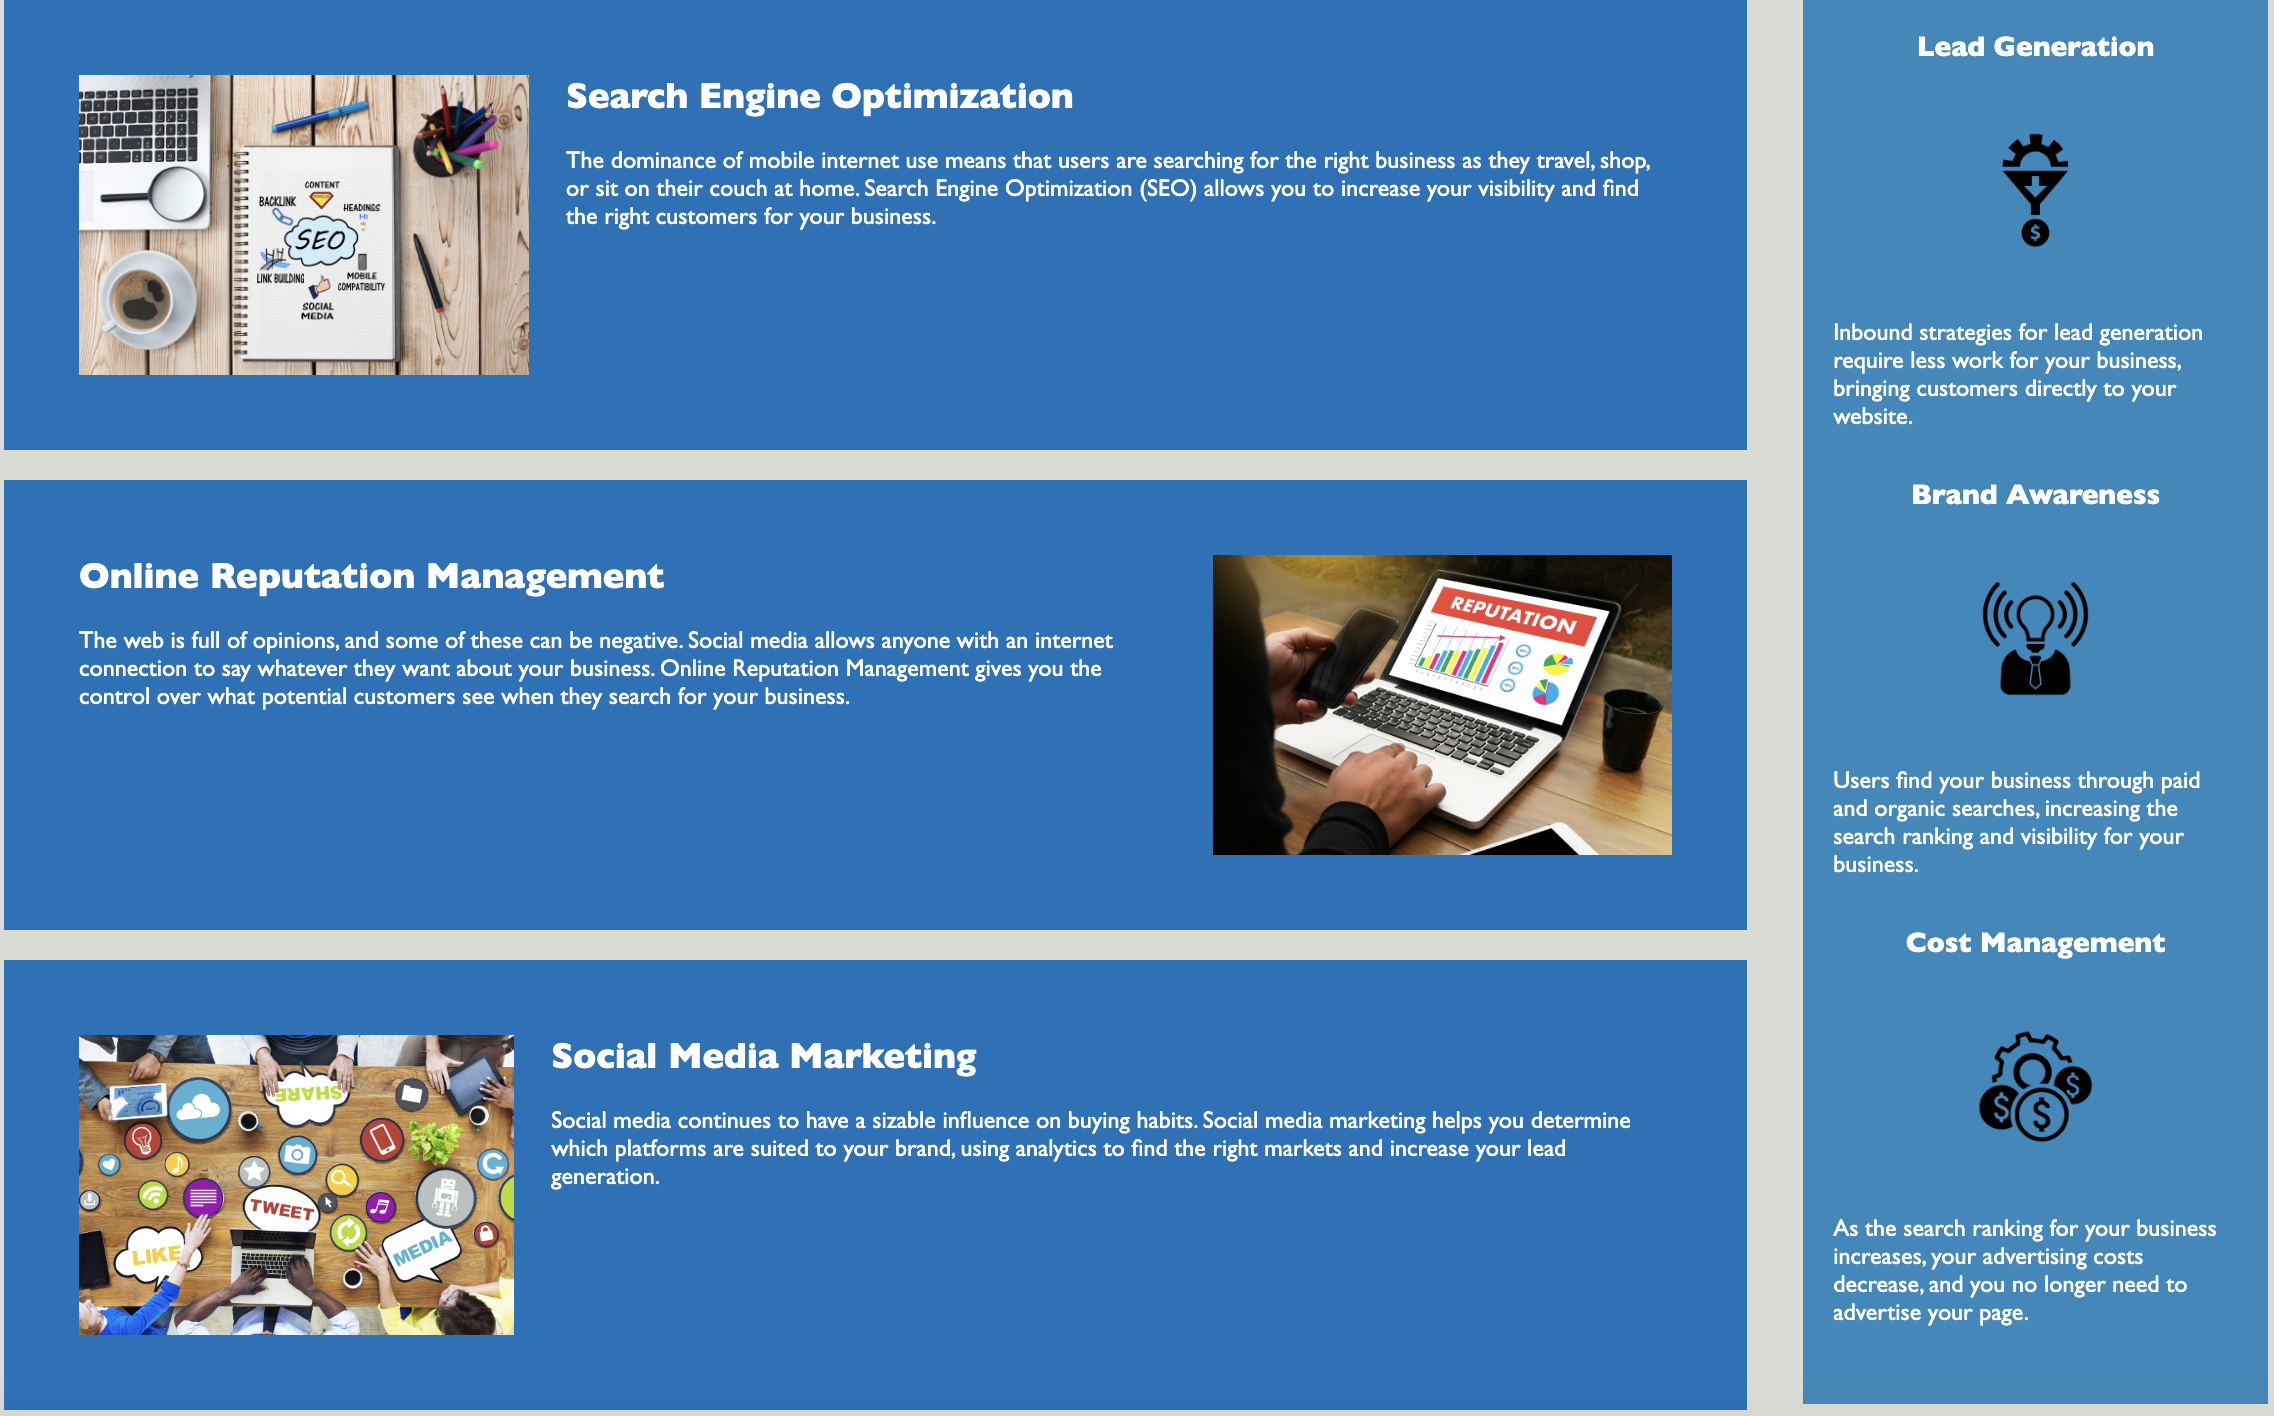 Search Engine Optimization
The dominance of mobile internet use means that users are searching for the right business as they travel, shop,
or sit on their couch at home. Search Engine Optimization (SEO) allows you to increase your visibility and find
the right customers for your business.
CONTENT
BACKLINK
HEADINGS
H1
SEO
LINK BUILDING
MOBILE
COMPATIBILITY
SOCIAL
MEDIA
Online Reputation Management
The web is full of opinions, and some of these can be negative. Social media allows anyone with an internet
connection to say whatever they want about your business. Online Reputation Management gives you the
control over what potential customers see when they search for your business.
REPUTATION
Social Media Marketing
Social media continues to have a sizable influence on buying habits. Social media marketing helps you determine
which platforms are suited to your brand, using analytics to find the right markets and increase your lead
generation.
SHARE
TWEET
LIKE
MEDIA
Lead Generation
$
Inbound strategies for lead generation
require less work for your business,
bringing customers directly to your
website.
Brand Awareness
Users find your business through paid
and organic searches, increasing the
search ranking and visibility for your
business.
Cost Management
$
$
$
As the search ranking for your business
increases, your advertising costs
decrease, and you no longer need to
advertise your page.